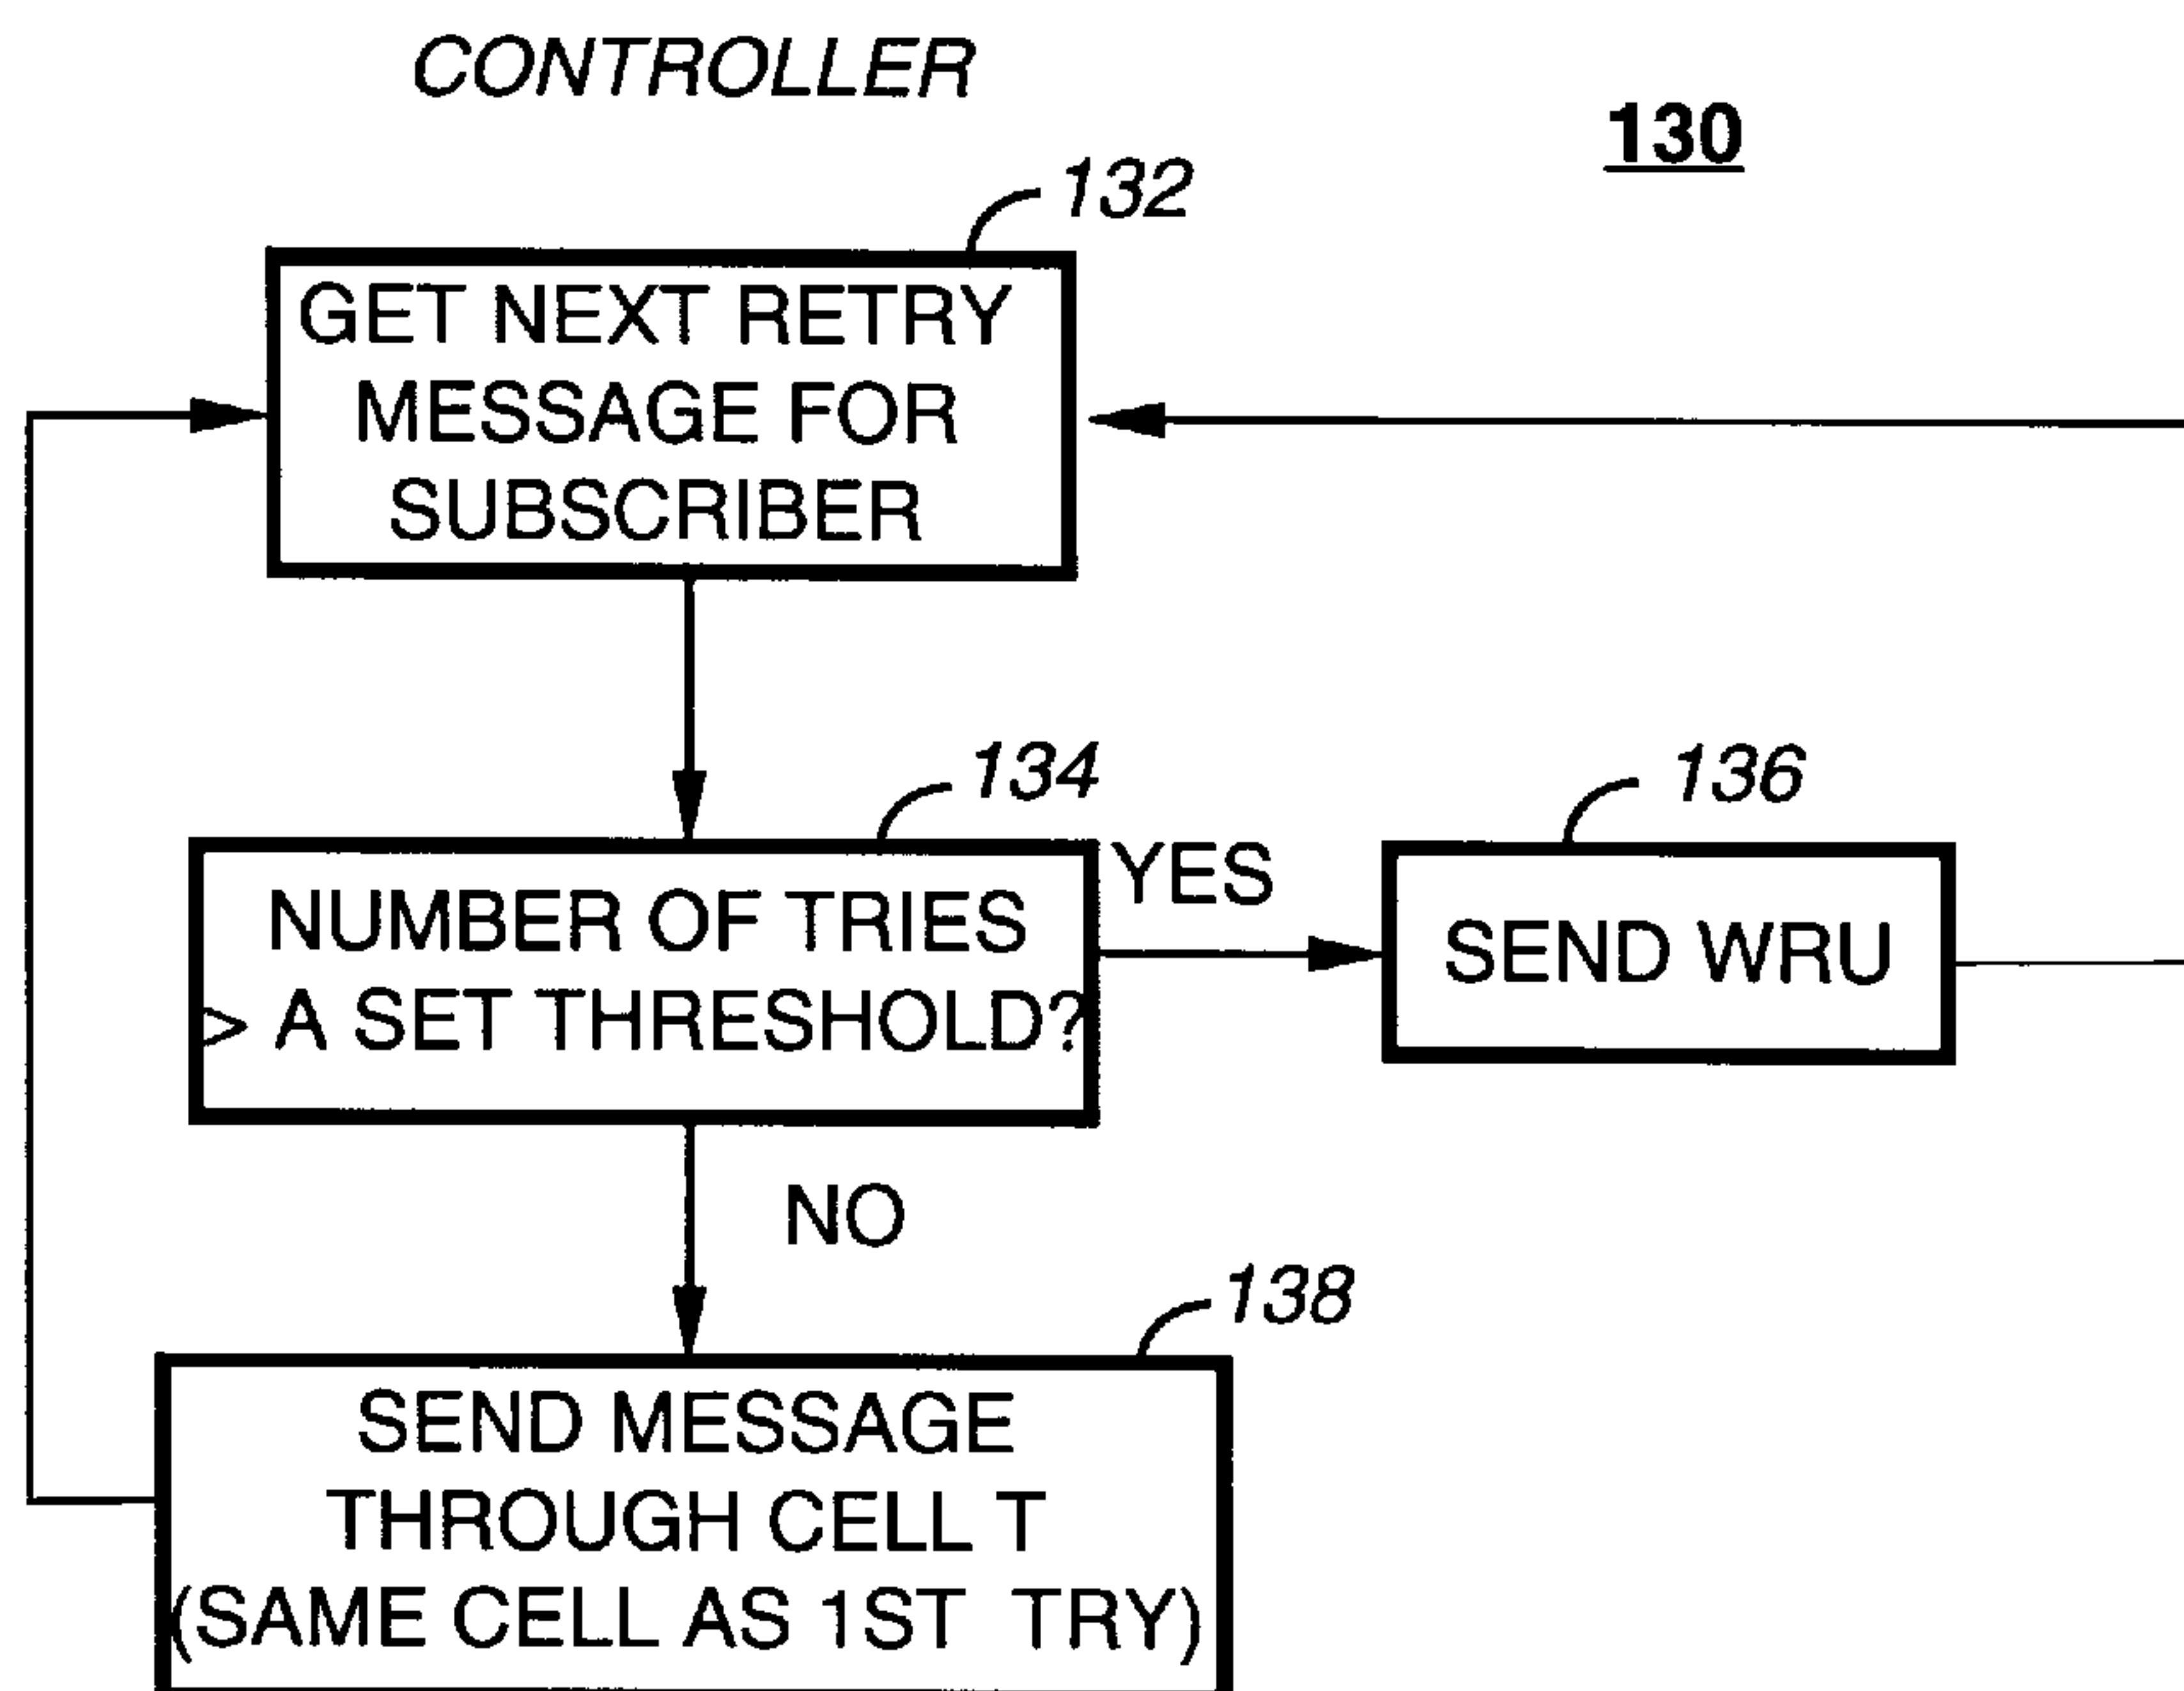 CONTROLLER
130
132
GET NEXT RETRY
MESSAGE FOR
SUBSCRIBER
134
NUMBER OF TRIES
> A SET THRESHOLD?
YES
136
SEND WRU
NO
138
SEND MESSAGE
THROUGH CELL T
(SAME CELL AS 1ST TRY)